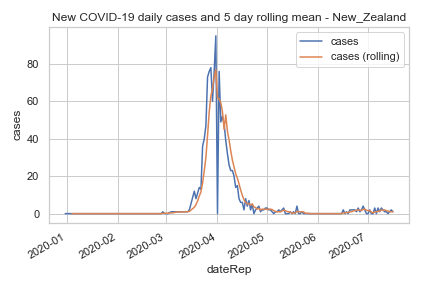 New COVID-19 daily cases and 5 day rolling mean - New_Zealand
cases
cases (rolling)
cases
80
60
40
20
0
2020-01
2020-02
2020-03
2020-04
2020-05
2020-06
2020-07
dateRep